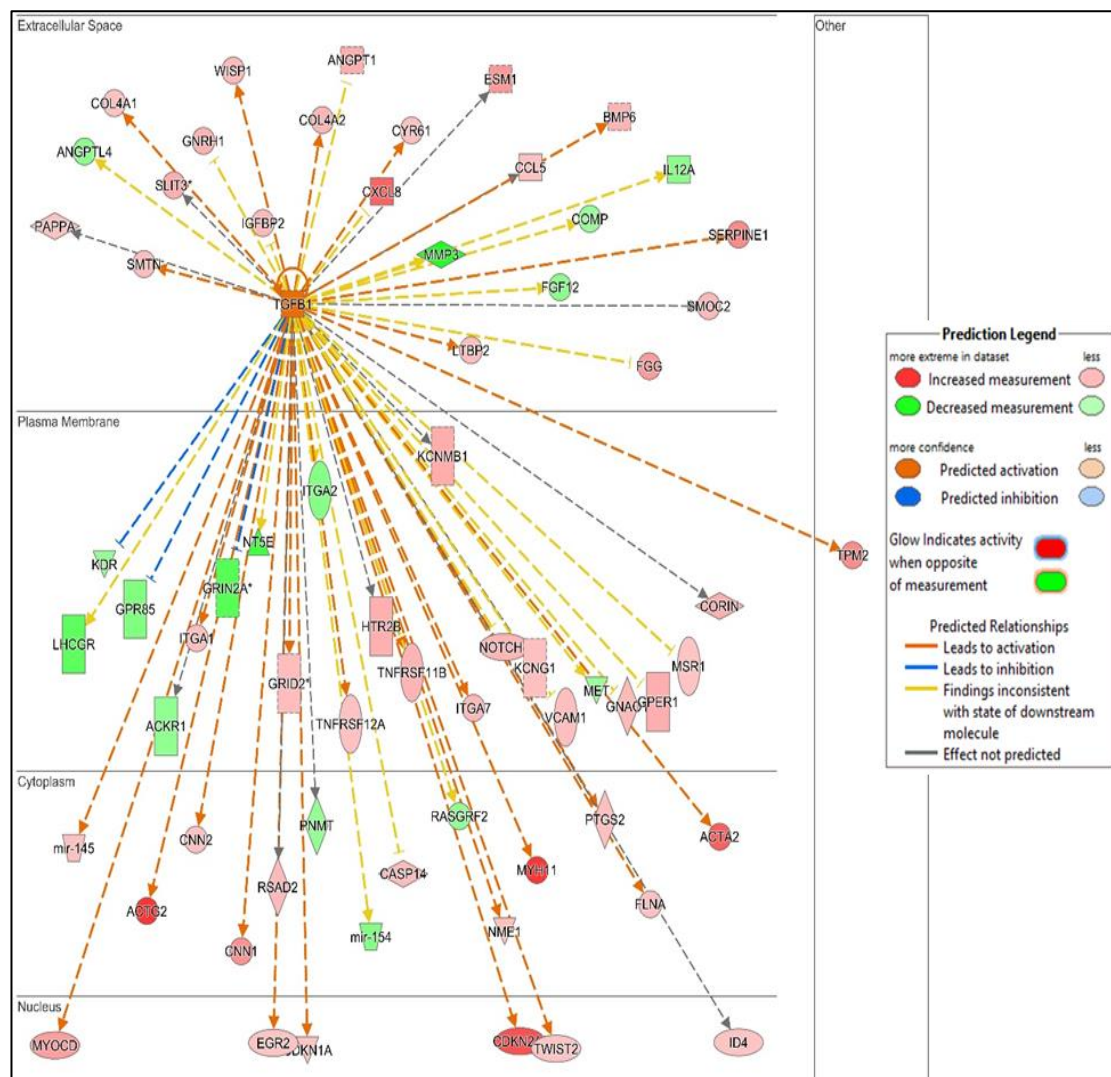 Extracellular Space
Other
ANGPT1
WISP1
ESM1
COL4A1
BMP6
COL4A2
CYR61
GNRH1
ANGPTL4
CCL5
IL12A
SLIT3*
CXCL8
COMP
PAPPA
IGFBP2
SERPINE1
MMP3
SMTN
FGF12
TGFB1
SMOC2
LTBP2
FGG
Plasma Membrane
KCNMB1
ITGA2
NT5E
KDR
TPM2
GRIN2A*
GPR85
CORIN
HTR2B
LHCGR
ITGA1
NOTCH
KCNG1
MSR1
TNFRSF11B
GRID2*
MET
GNAO1
GPER1
ITGA7
ACKR1
TNFRSF12A
VCAM1
Cytoplasm
RASGRF2
PTGS2
PNMT
ACTA2
mir-145
CNN2
MYH11
CASP14
RSAD2
FLNA
ACTG2
NME1
mir-154
CNN1
Nucleus
MYOCD
EGR2
CDKN1A
CDKN2
TWIST2
ID4
Prediction Legend
more extreme in dataset
less
Increased measurement
Decreased measurement
more confidence
less
Predicted activation
Predicted inhibition
Glow Indicates activity
when opposite
of measurement
Predicted Relationships
Leads to activation
Leads to inhibition
Findings inconsistent
with state of downstream
molecule
Effect not predicted